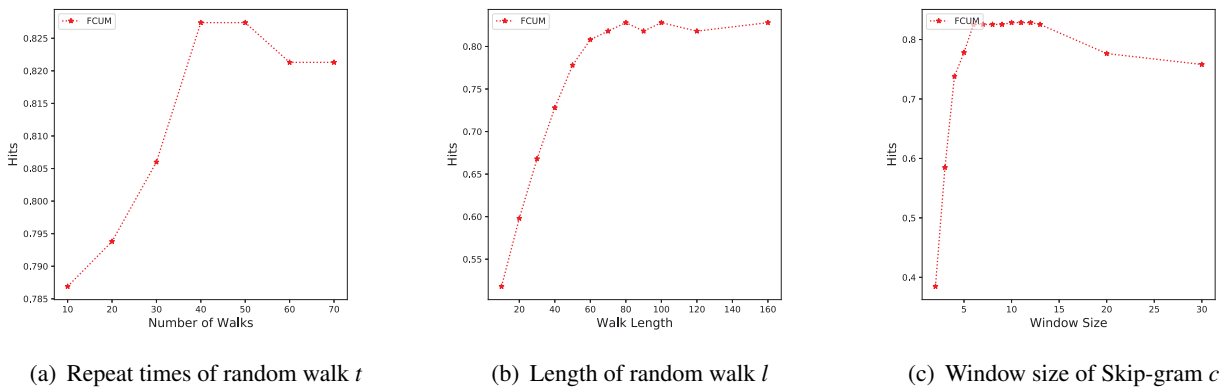 FCUM
0.825
0.820
0.815
0.810
0.805
0.800
0.795
0.790
0.785
Hits
10 20 30 40 50 60 70
Number of Walks
(a) Repeat times of random walk t
FCUM
0.80
0.75
0.70
0.65
0.60
0.55
Hits
20 40 60 80 100 120 140 160
Walk Length
(b) Length of random walk l
FCUM
0.8
0.7
0.6
0.5
0.4
Hits
5 10 15 20 25 30
Window Size
(c) Window size of Skip-gram c